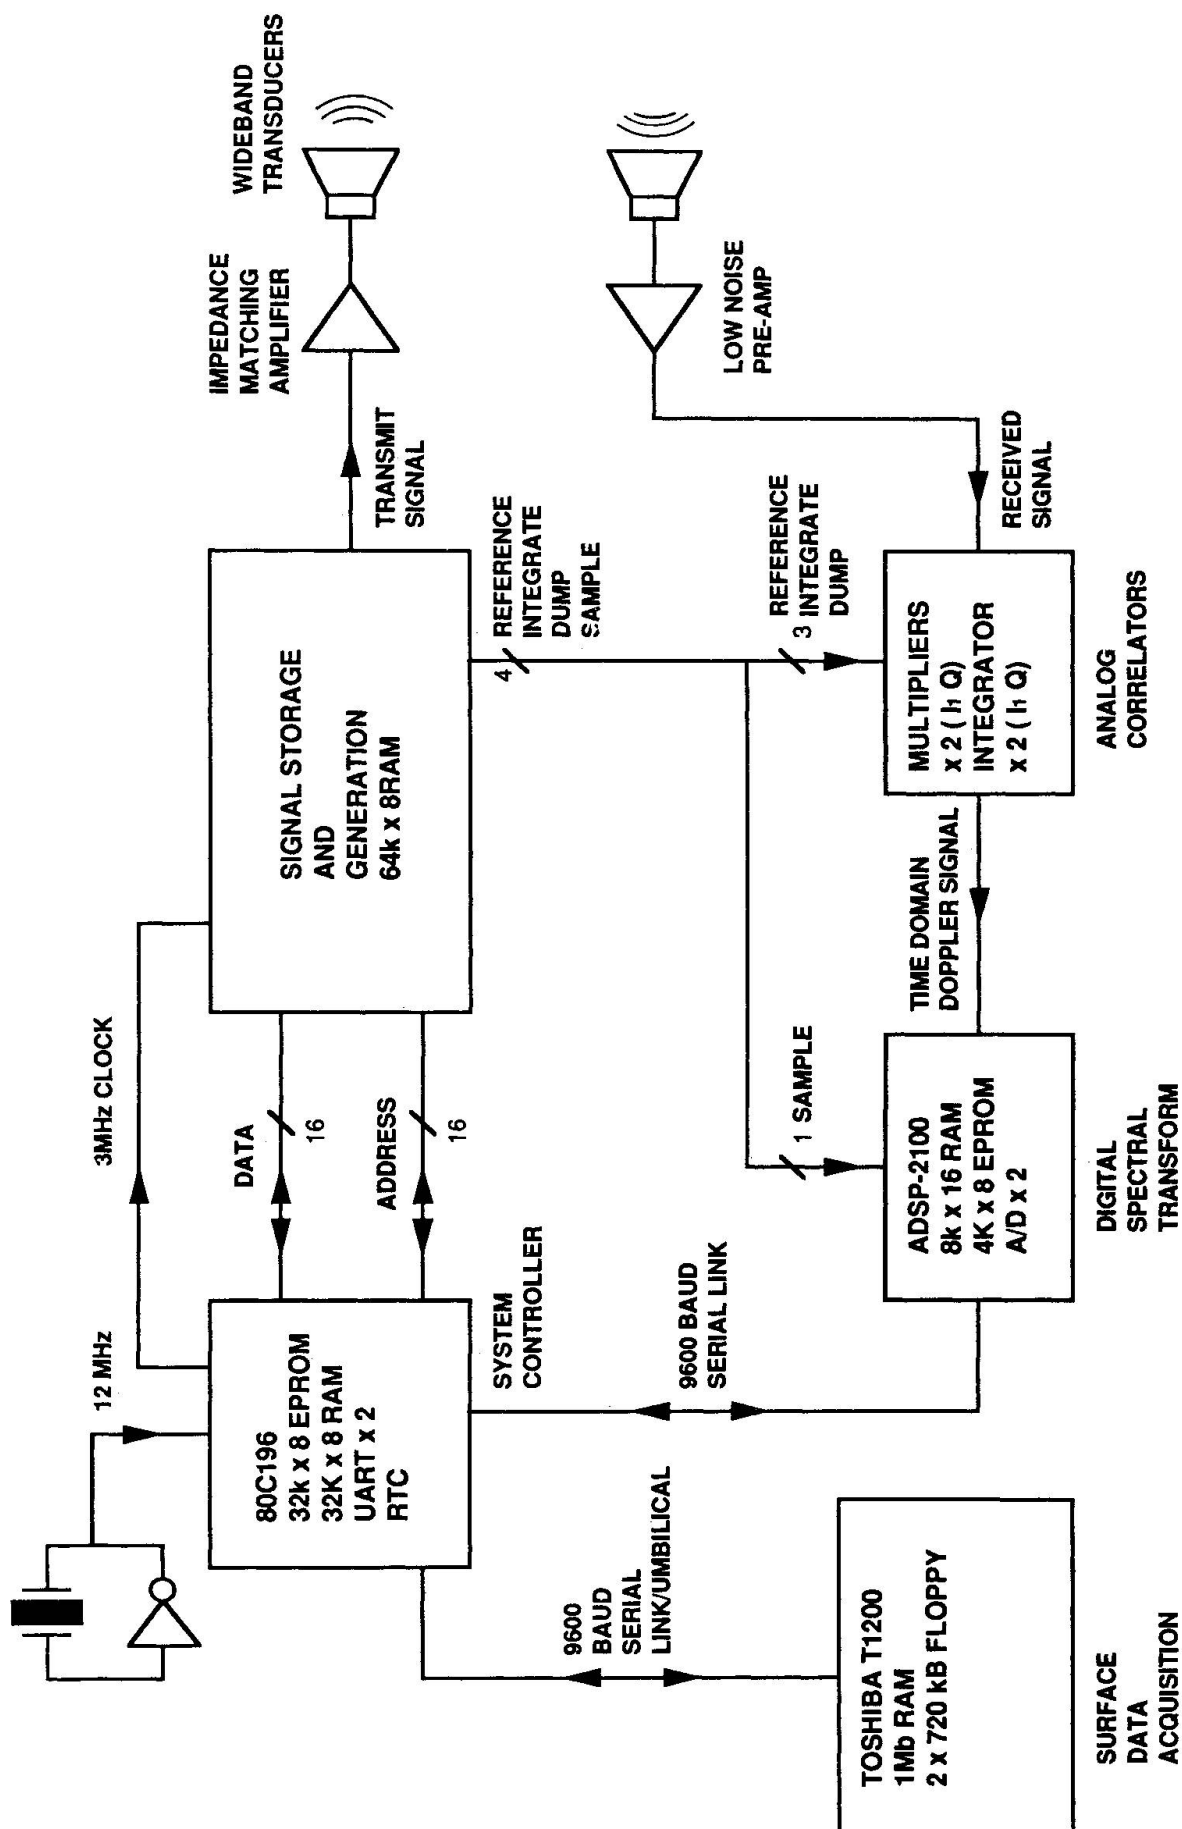 12 MHz
3MHz CLOCK
80C196
32k x 8 EPROM
32K x 8 RAM
UART x 2
RTC
SYSTEM
CONTROLLER
DATA
16
ADDRESS
16
SIGNAL STORAGE
AND
GENERATION
64k x 8RAM
TRANSMIT
SIGNAL
IMPEDANCE
MATCHING
AMPLIFIER
WIDEBAND
TRANSDUCERS
LOW NOISE
PRE-AMP
RECEIVED
SIGNAL
4
REFERENCE
INTEGRATE
DUMP
SAMPLE
3
REFERENCE
INTEGRATE
DUMP
1 SAMPLE
MULTIPLIERS
x 2 ( I, Q)
INTEGRATOR
x 2 ( I, Q)
ANALOG
CORRELATORS
TIME DOMAIN
DOPPLER SIGNAL
ADSP-2100
8k x 16 RAM
4K x 8 EPROM
A/D x 2
DIGITAL
SPECTRAL
TRANSFORM
9600 BAUD
SERIAL LINK
9600
BAUD
SERIAL
LINK/UMBILICAL
TOSHIBA T1200
1Mb RAM
2 x 720 kB FLOPPY
SURFACE
DATA
ACQUISITION